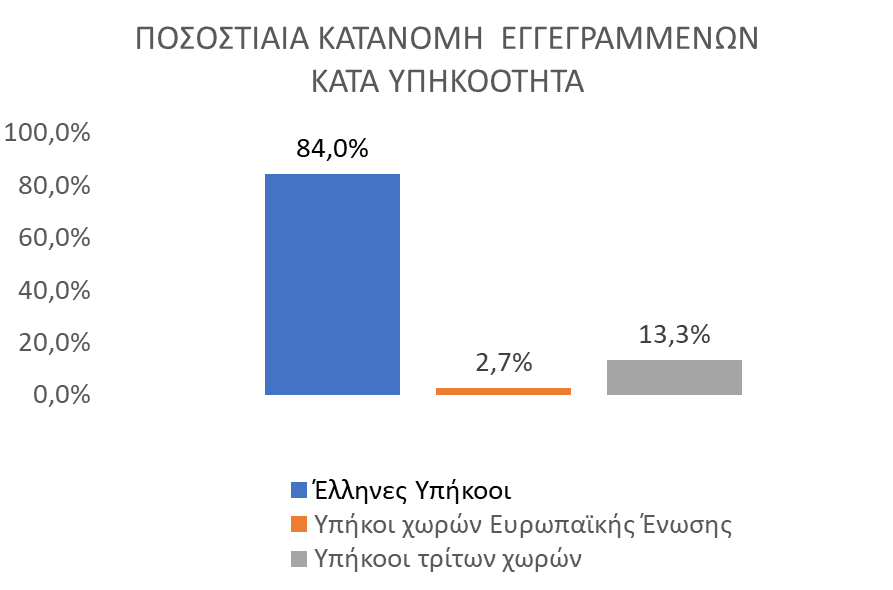 ΠΟΣΟΣΤΙΑΙΑ ΚΑΤΑΝΟΜΗ  ΕΓΓΕΓΡΑΜΜΕΝΩΝ
ΚΑΤΑ ΥΠΗΚΟΟΤΗΤΑ
100,0%
80,0%
60,0%
40,0%
20,0%
0,0%
84,0%
2,7%
13,3%
Έλληνες Υπήκοοι
Υπήκοι χωρών Ευρωπαϊκής Ένωσης
Υπήκοοι τρίτων χωρών